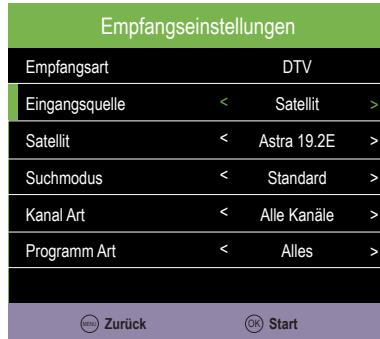 Empfangseinstellungen
Empfangsart DTV
Eingangsquelle < Satellit >
Satellit < Astra 19.2E >
Suchmodus < Standard >
Kanal Art < Alle Kanäle >
Programm Art < Alles >
MENU Zurück OK Start